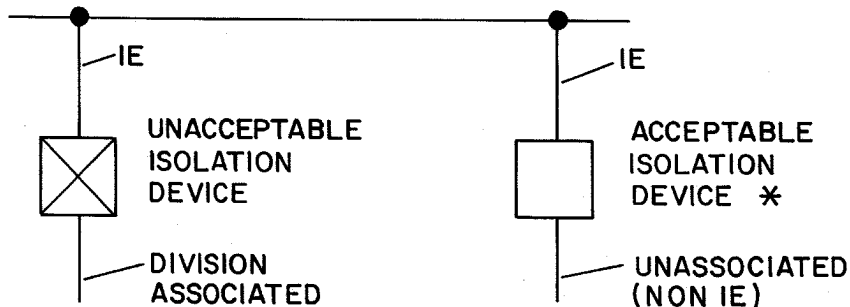 IE
IE
UNACCEPTABLE
ISOLATION
DEVICE
ACCEPTABLE
ISOLATION
DEVICE *
DIVISION
ASSOCIATED
UNASSOCIATED
(NON IE)